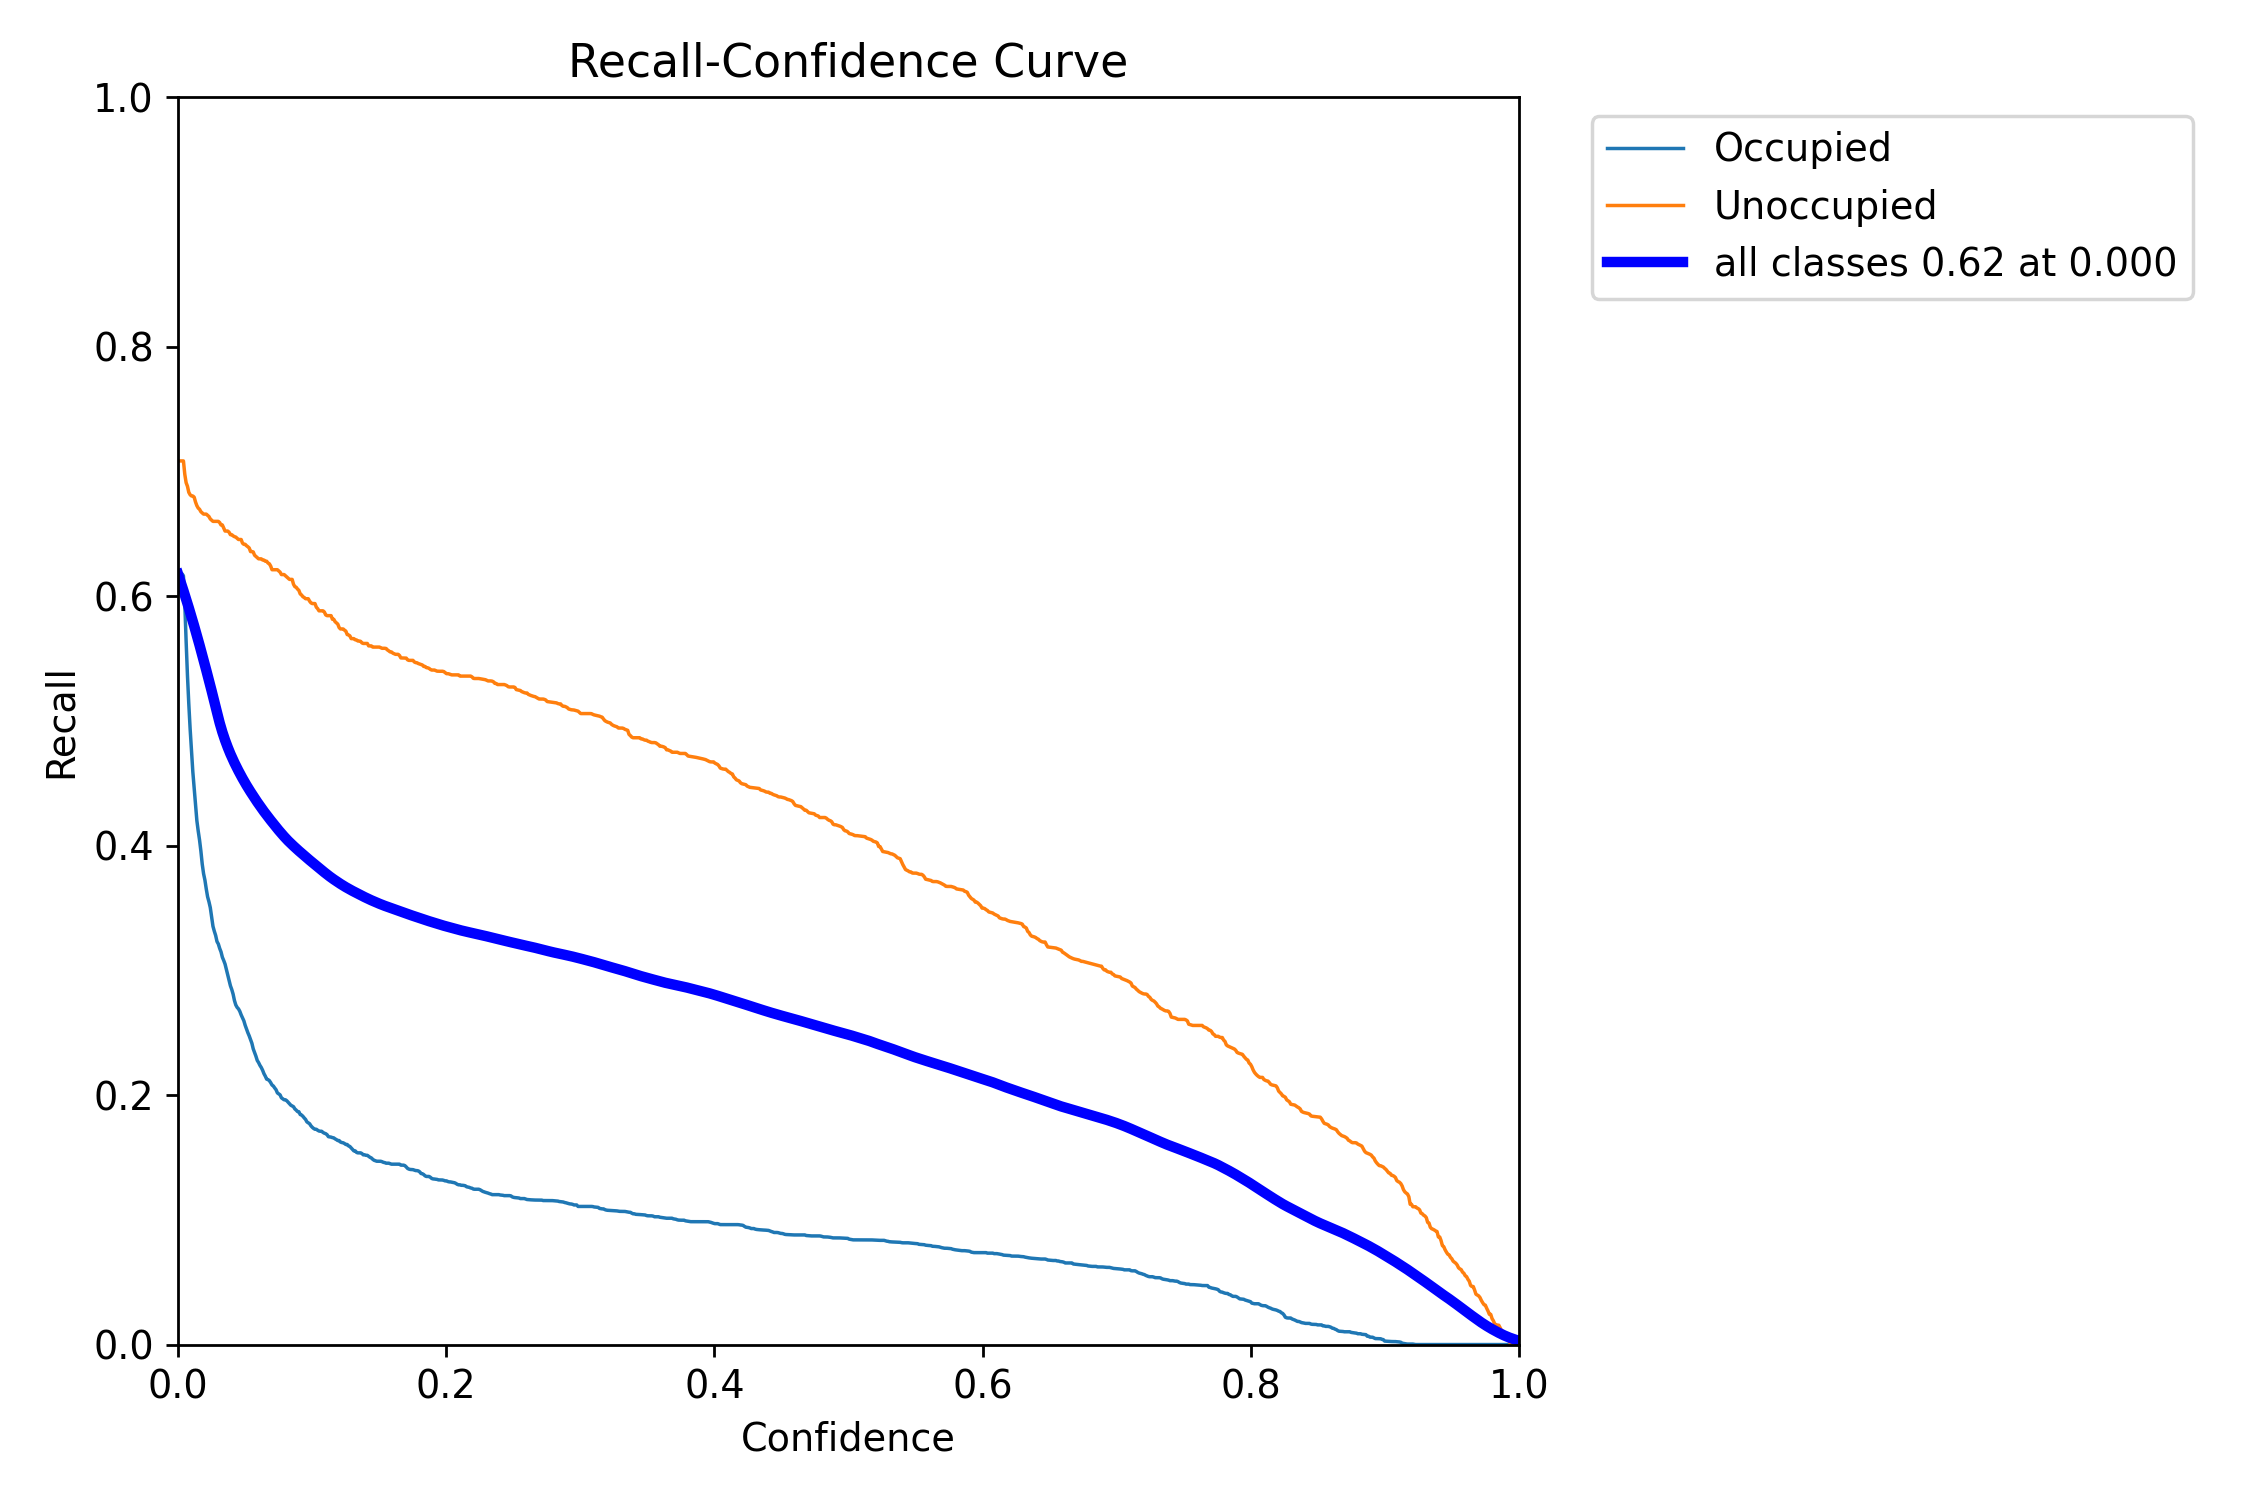 Recall-Confidence Curve
1.0
0.8
0.6
0.4
0.2
0.0
Recall
0.0 0.2 0.4 0.6 0.8 1.0
Confidence
Occupied
Unoccupied
all classes 0.62 at 0.000